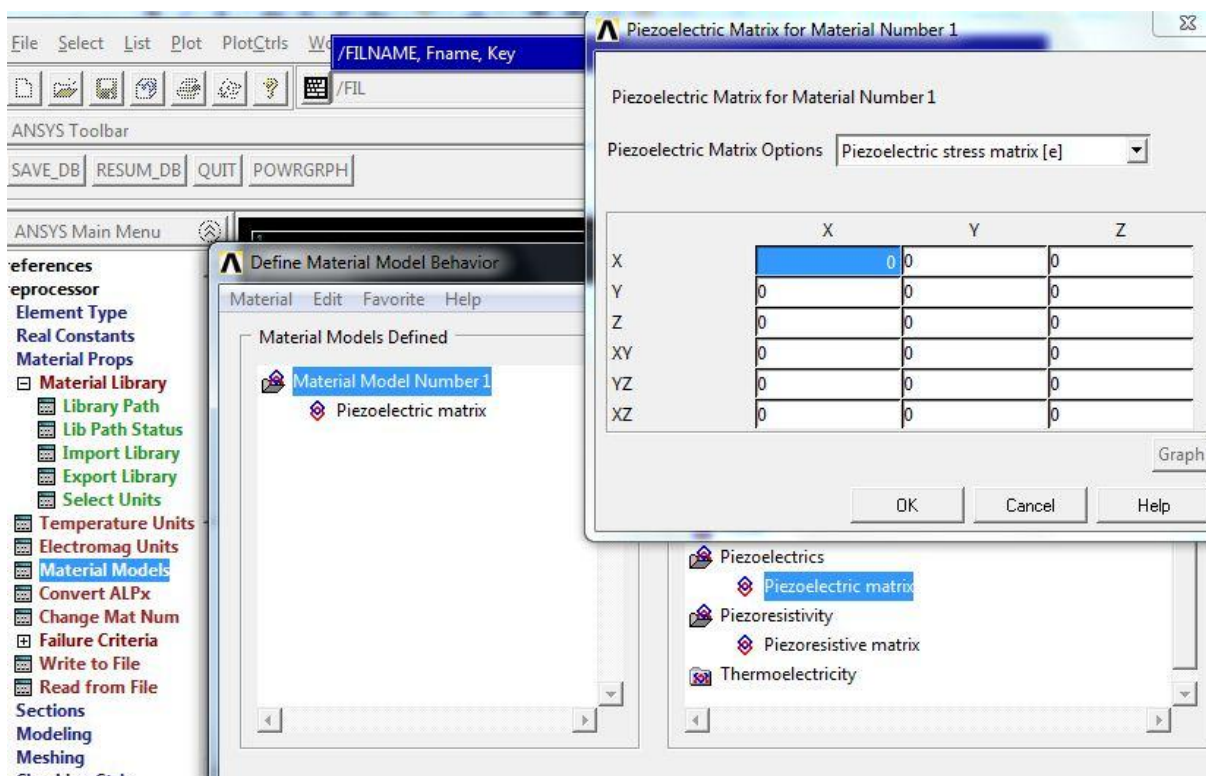 File Select List Plot PlotCtrls
/FILNAME, Fname, Key
/FIL
ANSYS Toolbar
SAVE_DB RESUM_DB QUIT POWRGRPH
ANSYS Main Menu
eferences
eprocessor
Element Type
Real Constants
Material Props
Material Library
Library Path
Lib Path Status
Import Library
Export Library
Select Units
Temperature Units
Electromag Units
Material Models
Convert ALPx
Change Mat Num
Failure Criteria
Write to File
Read from File
Sections
Modeling
Meshing
Define Material Model Behavior
Material Edit Favorite Help
Material Models Defined
Material Model Number 1
Piezoelectric matrix
Piezoelectric Matrix for Material Number 1
Piezoelectric Matrix for Material Number 1
Piezoelectric Matrix Options Piezoelectric stress matrix [e]
X Y Z
X 0 0 0
Y 0 0 0
Z 0 0 0
XY 0 0 0
YZ 0 0 0
XZ 0 0 0
Graph
OK Cancel Help
Piezoelectrics
Piezoelectric matrix
Piezoresistivity
Piezoresistive matrix
Thermoelectricity